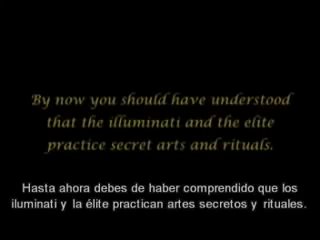 By now you should have understood
that the illuminati and the elite
practice secret arts and rituals.
Hasta ahora debes de haber comprendido que los
iluminati y la élite practican artes secretos y rituales.